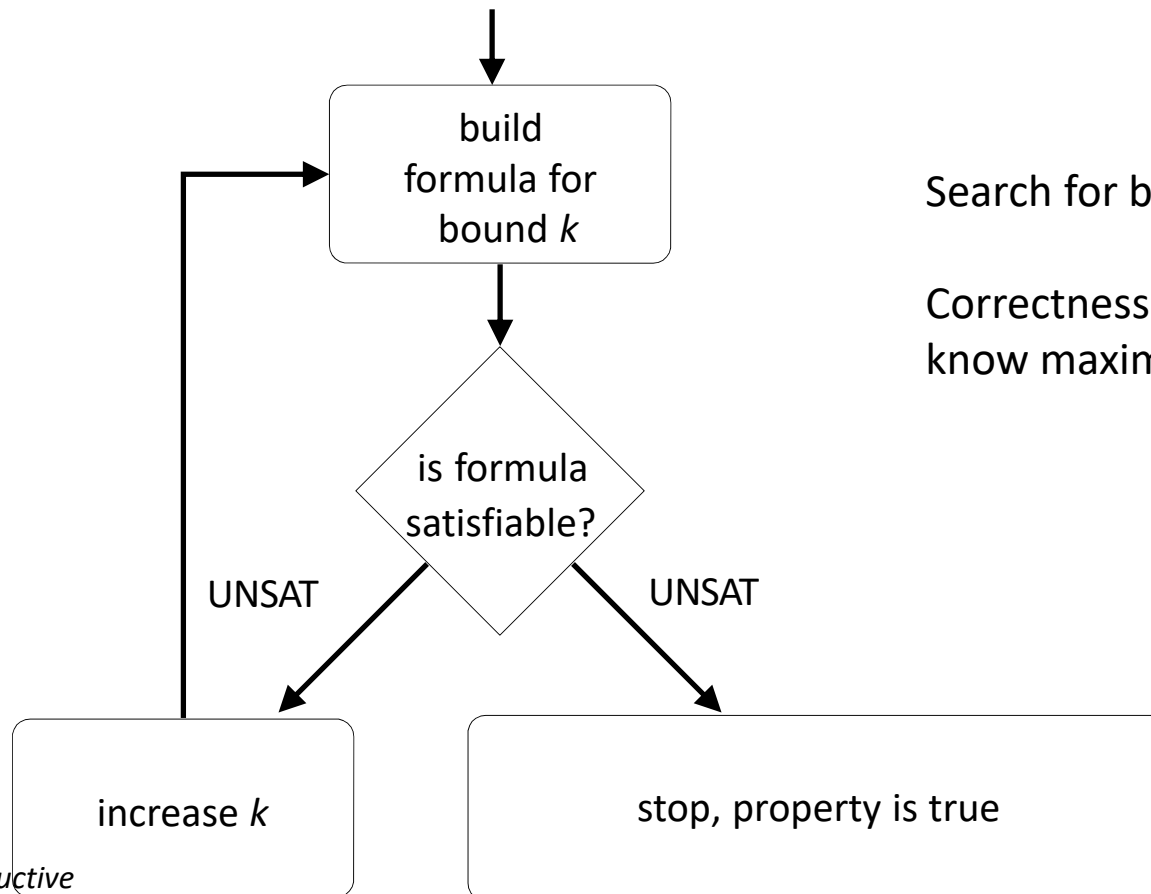 build
formula for
bound k
Search for b
Correctness
know maxim
is formula
satisfiable?
UNSAT
UNSAT
increase k
stop, property is true
uctive